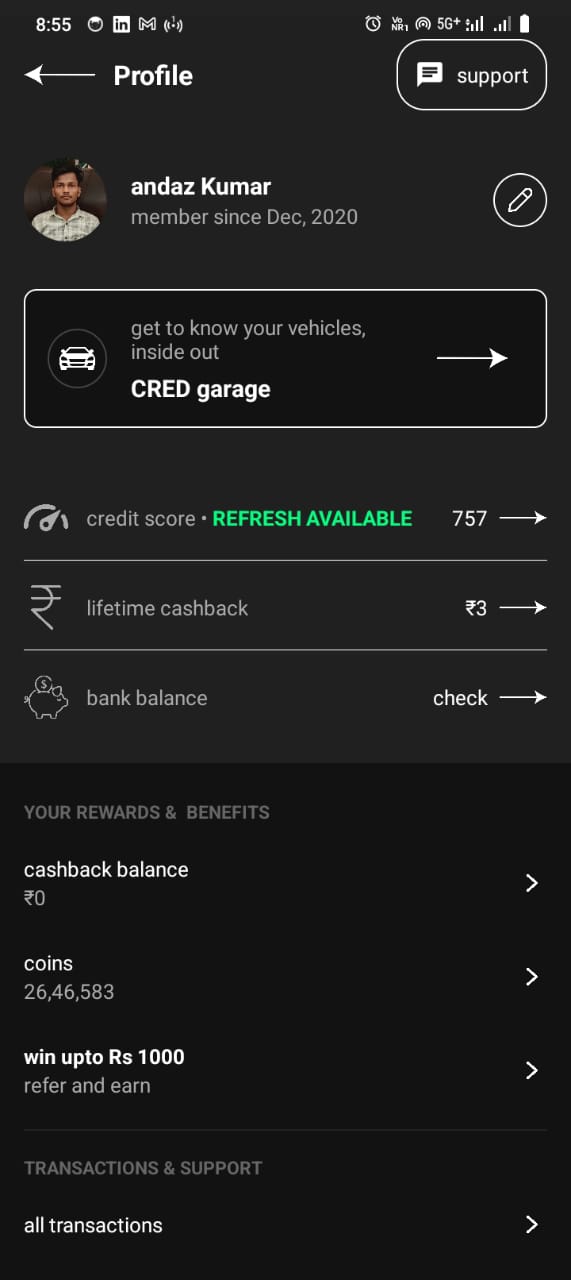 8:55
Vo
NR1
5G+
Profile
support
andaz Kumar
member since Dec, 2020
get to know your vehicles,
inside out
CRED garage
credit score • REFRESH AVAILABLE 757
lifetime cashback ₹3
bank balance check
YOUR REWARDS & BENEFITS
cashback balance
₹0
coins
26,46,583
win upto Rs 1000
refer and earn
TRANSACTIONS & SUPPORT
all transactions